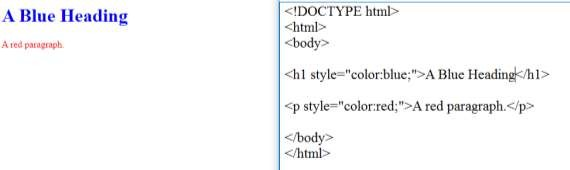 A Blue Heading
A red paragraph.
<!DOCTYPE html>
<html>
<body>
<h1 style="color:blue;">A Blue Heading</h1>
<p style="color:red;">A red paragraph.</p>
</body>
</html>